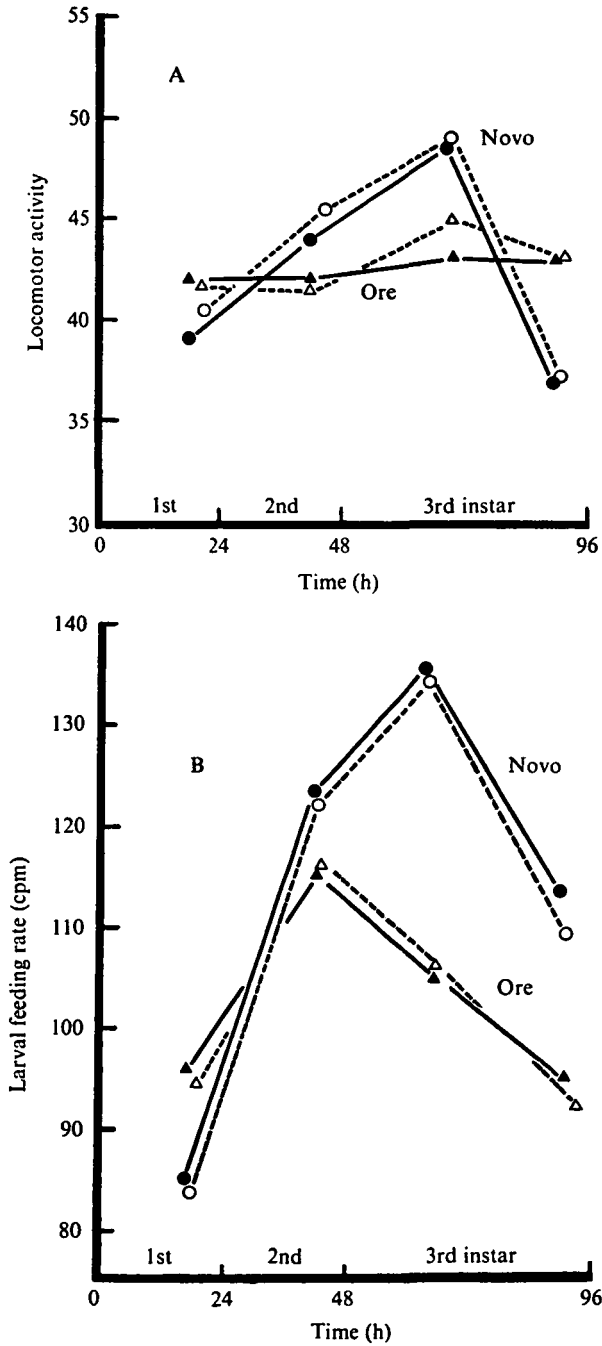 55
A
50
Novo
45
Locomotor activity
40
Ore
35
1st 2nd 3rd instar
30
0 24 48 96
Time (h)
140
130
B
Novo
120
Larval feeding rate (cpm)
110
Ore
100
90
80
1st 2nd 3rd instar
0 24 48 96
Time (h)